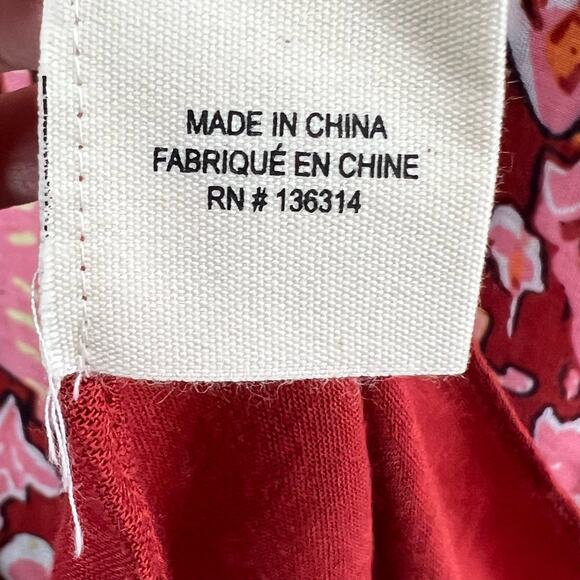 MADE IN CHINA
FABRIQUÉ EN CHINE
RN # 136314